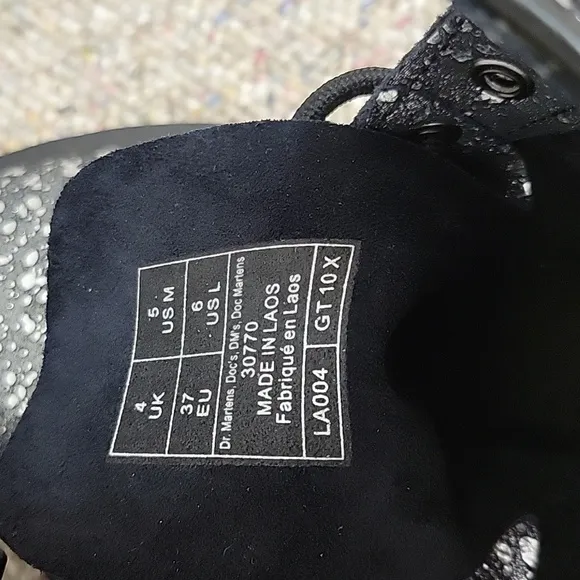 4 UK
5 US M
37 EU
6 US L
Dr. Martens, Doc's, DM's, Doc Martens
30770
MADE IN LAOS
Fabriqué en Laos
LA004
GT 10 X